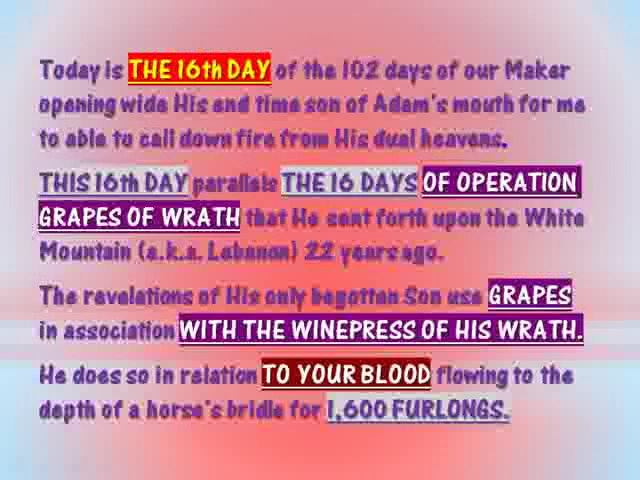 Today is THE 16th DAY of the 102 days of our Maker
opening wide His end time son of Adam's mouth for me
to able to call down fire from His dual heavens.
THIS 16th DAY parallels THE 16 DAYS OF OPERATION
GRAPES OF WRATH that He sent forth upon the White
Mountain (a.k.a. Lebanon) 22 years ago.
The revelations of His only begotten Son use GRAPES
in association WITH THE WINEPRESS OF HIS WRATH.
He does so in relation TO YOUR BLOOD flowing to the
depth of a horse's bridle for 1,600 FURLONGS.